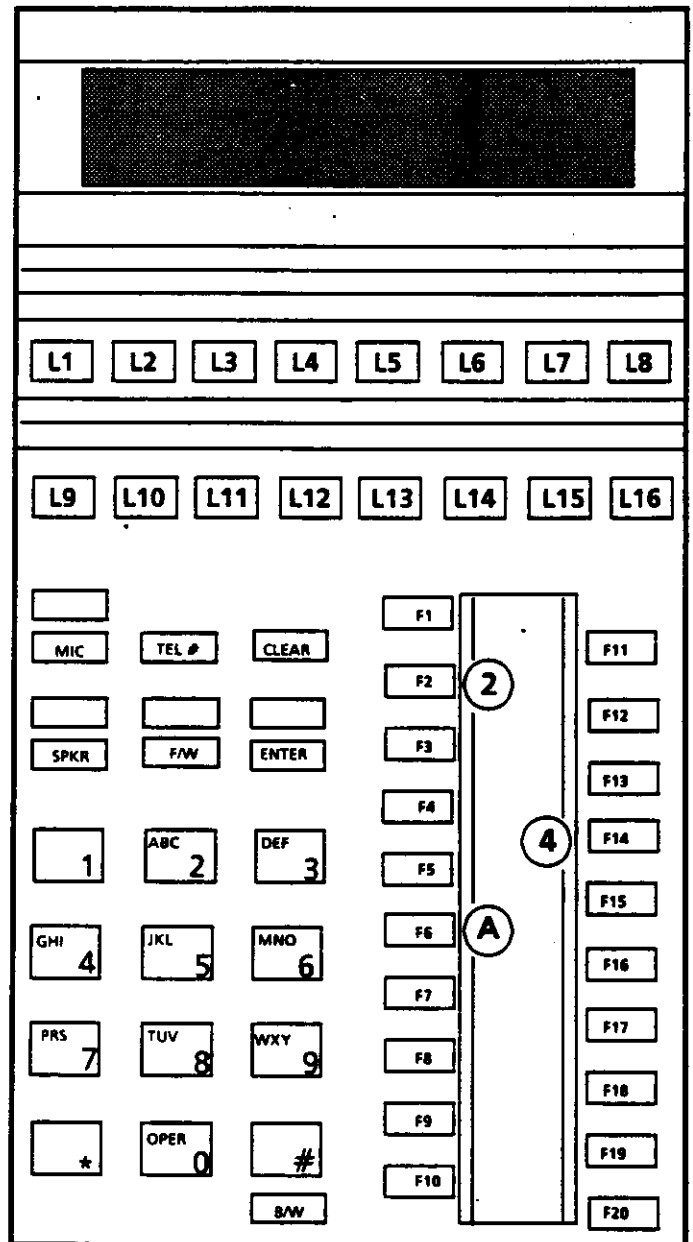 L1 L2 L3 L4 L5 L6 L7 L8
L9 L10 L11 L12 L13 L14 L15 L16
MIC TEL # CLEAR
SPKR F/W ENTER
1 ABC 2 DEF 3
GHI 4 JKL 5 MNO 6
PRS 7 TUV 8 WXY 9
* OPER 0 #
B/W
F1
F2 2
F3
F4
4
F5
F6 A
F7
F8
F9
F10
F11
F12
F13
F14
F15
F16
F17
F18
F19
F20